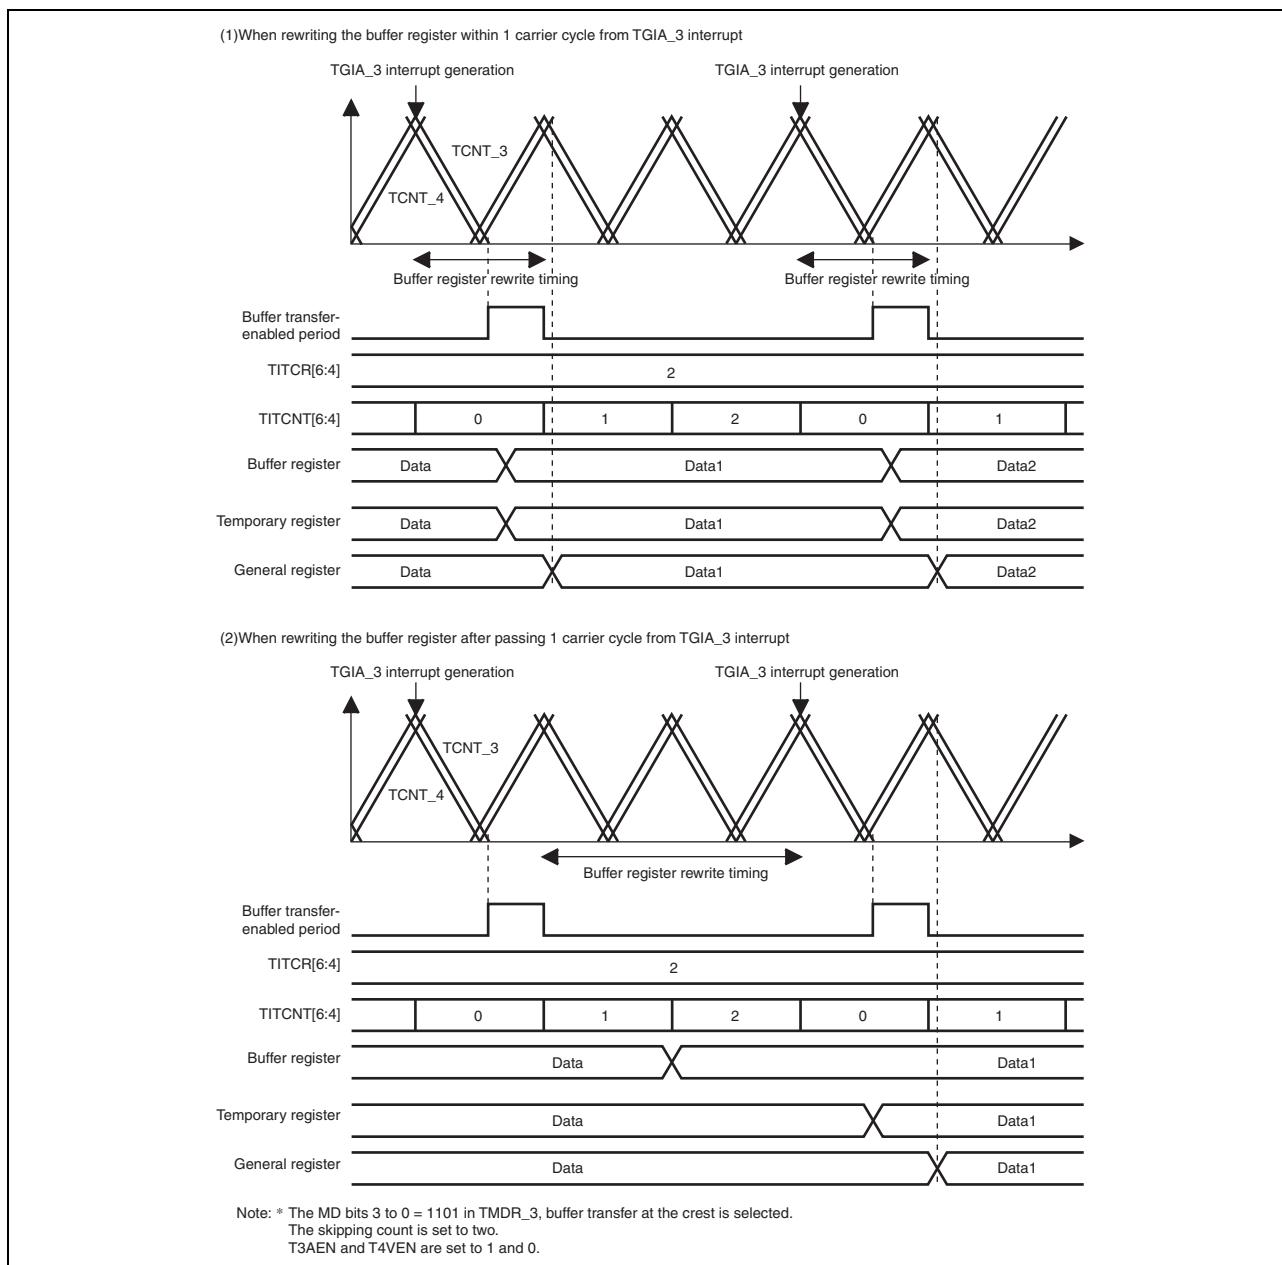 (1)When rewriting the buffer register within 1 carrier cycle from TGIA_3 interrupt
TGIA_3 interrupt generation TGIA_3 interrupt generation
TCNT_3
TCNT_4
Buffer register rewrite timing Buffer register rewrite timing
Buffer transfer-
enabled period
TITCR[6:4] 2
TITCNT[6:4] 0 1 2 0 1
Buffer register Data Data1 Data2
Temporary register Data Data1 Data2
General register Data Data1 Data2
(2)When rewriting the buffer register after passing 1 carrier cycle from TGIA_3 interrupt
TGIA_3 interrupt generation TGIA_3 interrupt generation
TCNT_3
TCNT_4
Buffer register rewrite timing
Buffer transfer-
enabled period
TITCR[6:4] 2
TITCNT[6:4] 0 1 2 0 1
Buffer register Data Data1
Temporary register Data Data1
General register Data Data1
Note: * The MD bits 3 to 0 = 1101 in TMDR_3, buffer transfer at the crest is selected.
The skipping count is set to two.
T3AEN and T4VEN are set to 1 and 0.